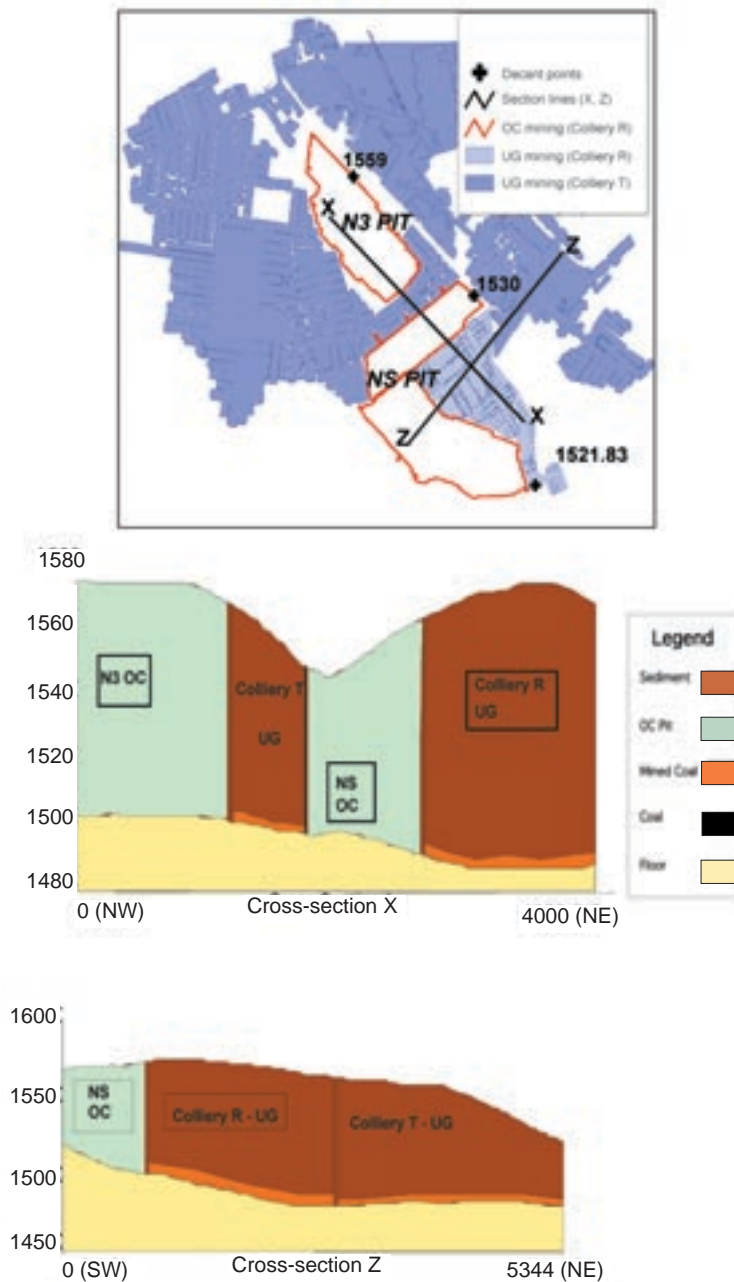 Decant points
Section lines (X, Z)
OC mining (Colliery R)
UG mining (Colliery R)
UG mining (Colliery T)
1559
X
N3 PIT
Z
1530
NS PIT
X
Z
1521.83
1580
1560
1540
1520
1500
1480
N3 OC
Colliery T
UG
NS
OC
Colliery R
UG
0 (NW)
Cross-section X
4000 (NE)
Legend
Sediment
OC Pit
Mined Coal
Coal
Floor
1600
1550
1500
1450
NS
OC
Colliery R - UG
Colliery T - UG
0 (SW)
Cross-section Z
5344 (NE)